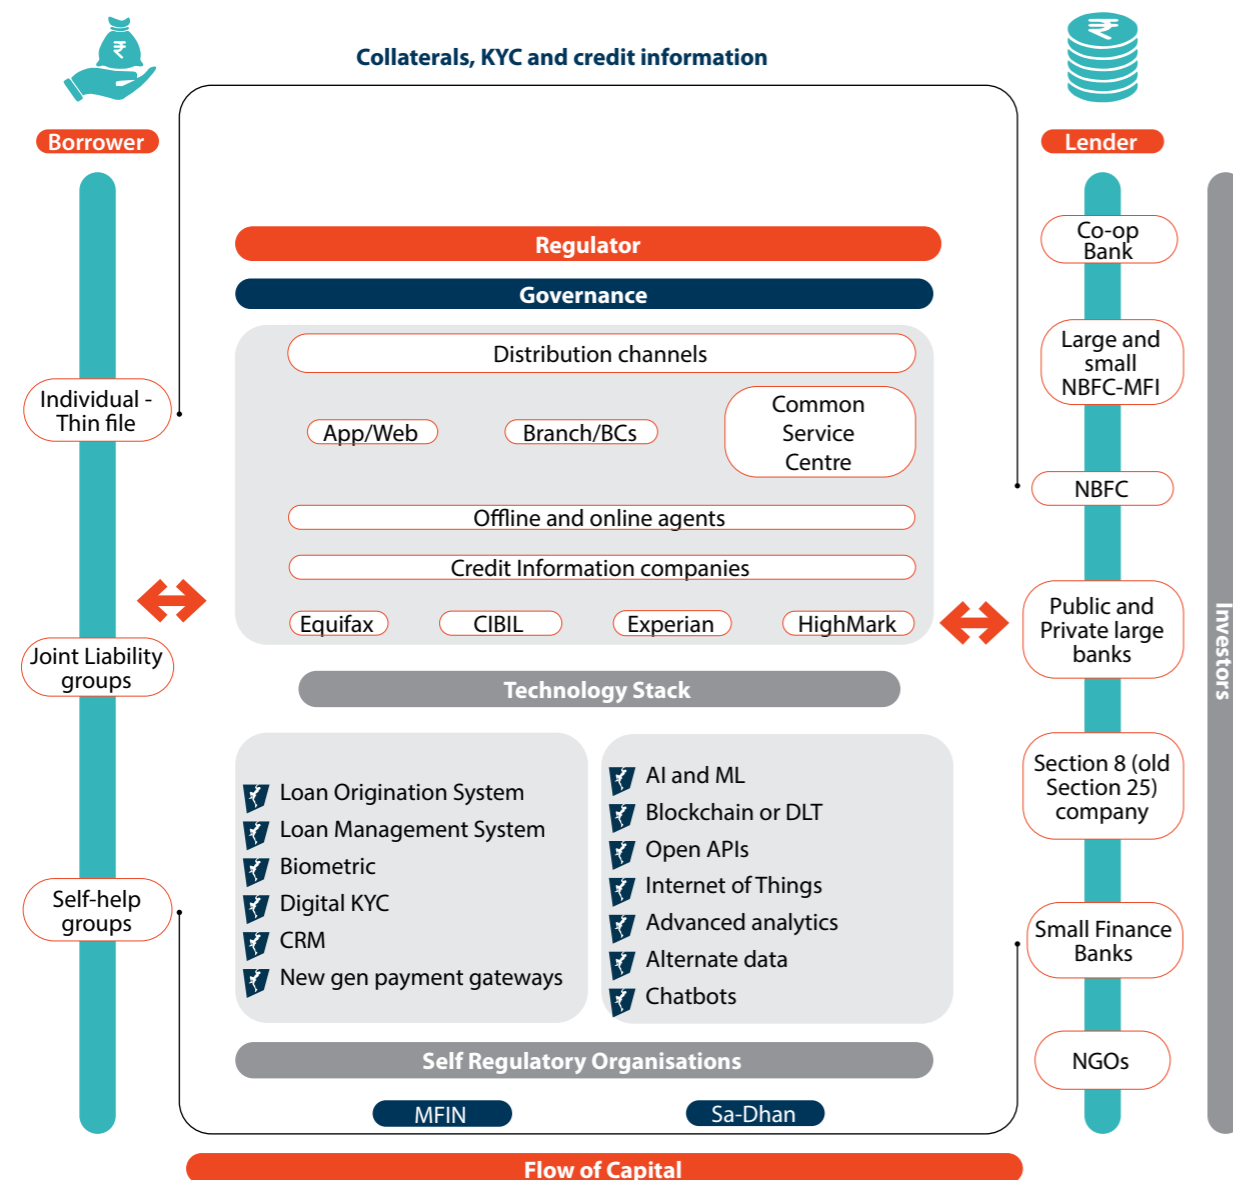 ₹
₹
Collaterals, KYC and credit information
Borrower
Lender
Individual -
Thin file
Joint Liability
groups
Self-help
groups
Regulator
Governance
Distribution channels
App/Web
Branch/BCs
Common
Service
Centre
Offline and online agents
Credit Information companies
Equifax
CIBIL
Experian
HighMark
Technology Stack
Loan Origination System
Loan Management System
Biometric
Digital KYC
CRM
New gen payment gateways
AI and ML
Blockchain or DLT
Open APIs
Internet of Things
Advanced analytics
Alternate data
Chatbots
Self Regulatory Organisations
MFIN
Sa-Dhan
Flow of Capital
Co-op
Bank
Large and
small
NBFC-MFI
NBFC
Public and
Private large
banks
Section 8 (old
Section 25)
company
Small Finance
Banks
NGOs
Investors